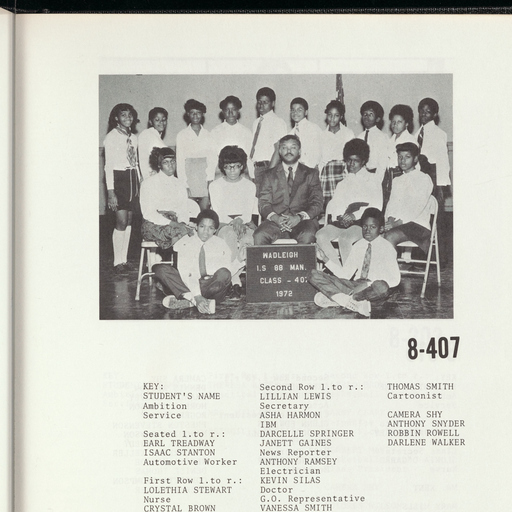 WADLEIGH
I.S 88 MAN.
CLASS - 407
1972
8-407
KEY:
STUDENT'S NAME
Ambition
Service
Seated l.to r.:
EARL TREADWAY
ISAAC STANTON
Automotive Worker
First Row l.to r.:
LOLETHIA STEWART
Nurse
CRYSTAL BROWN
Second Row l.to r.:
LILLIAN LEWIS
Secretary
ASHA HARMON
IBM
DARCELLE SPRINGER
JANETT GAINES
News Reporter
ANTHONY RAMSEY
Electrician
KEVIN SILAS
Doctor
G.O. Representative
VANESSA SMITH
THOMAS SMITH
Cartoonist
CAMERA SHY
ANTHONY SNYDER
ROBBIN ROWELL
DARLENE WALKER